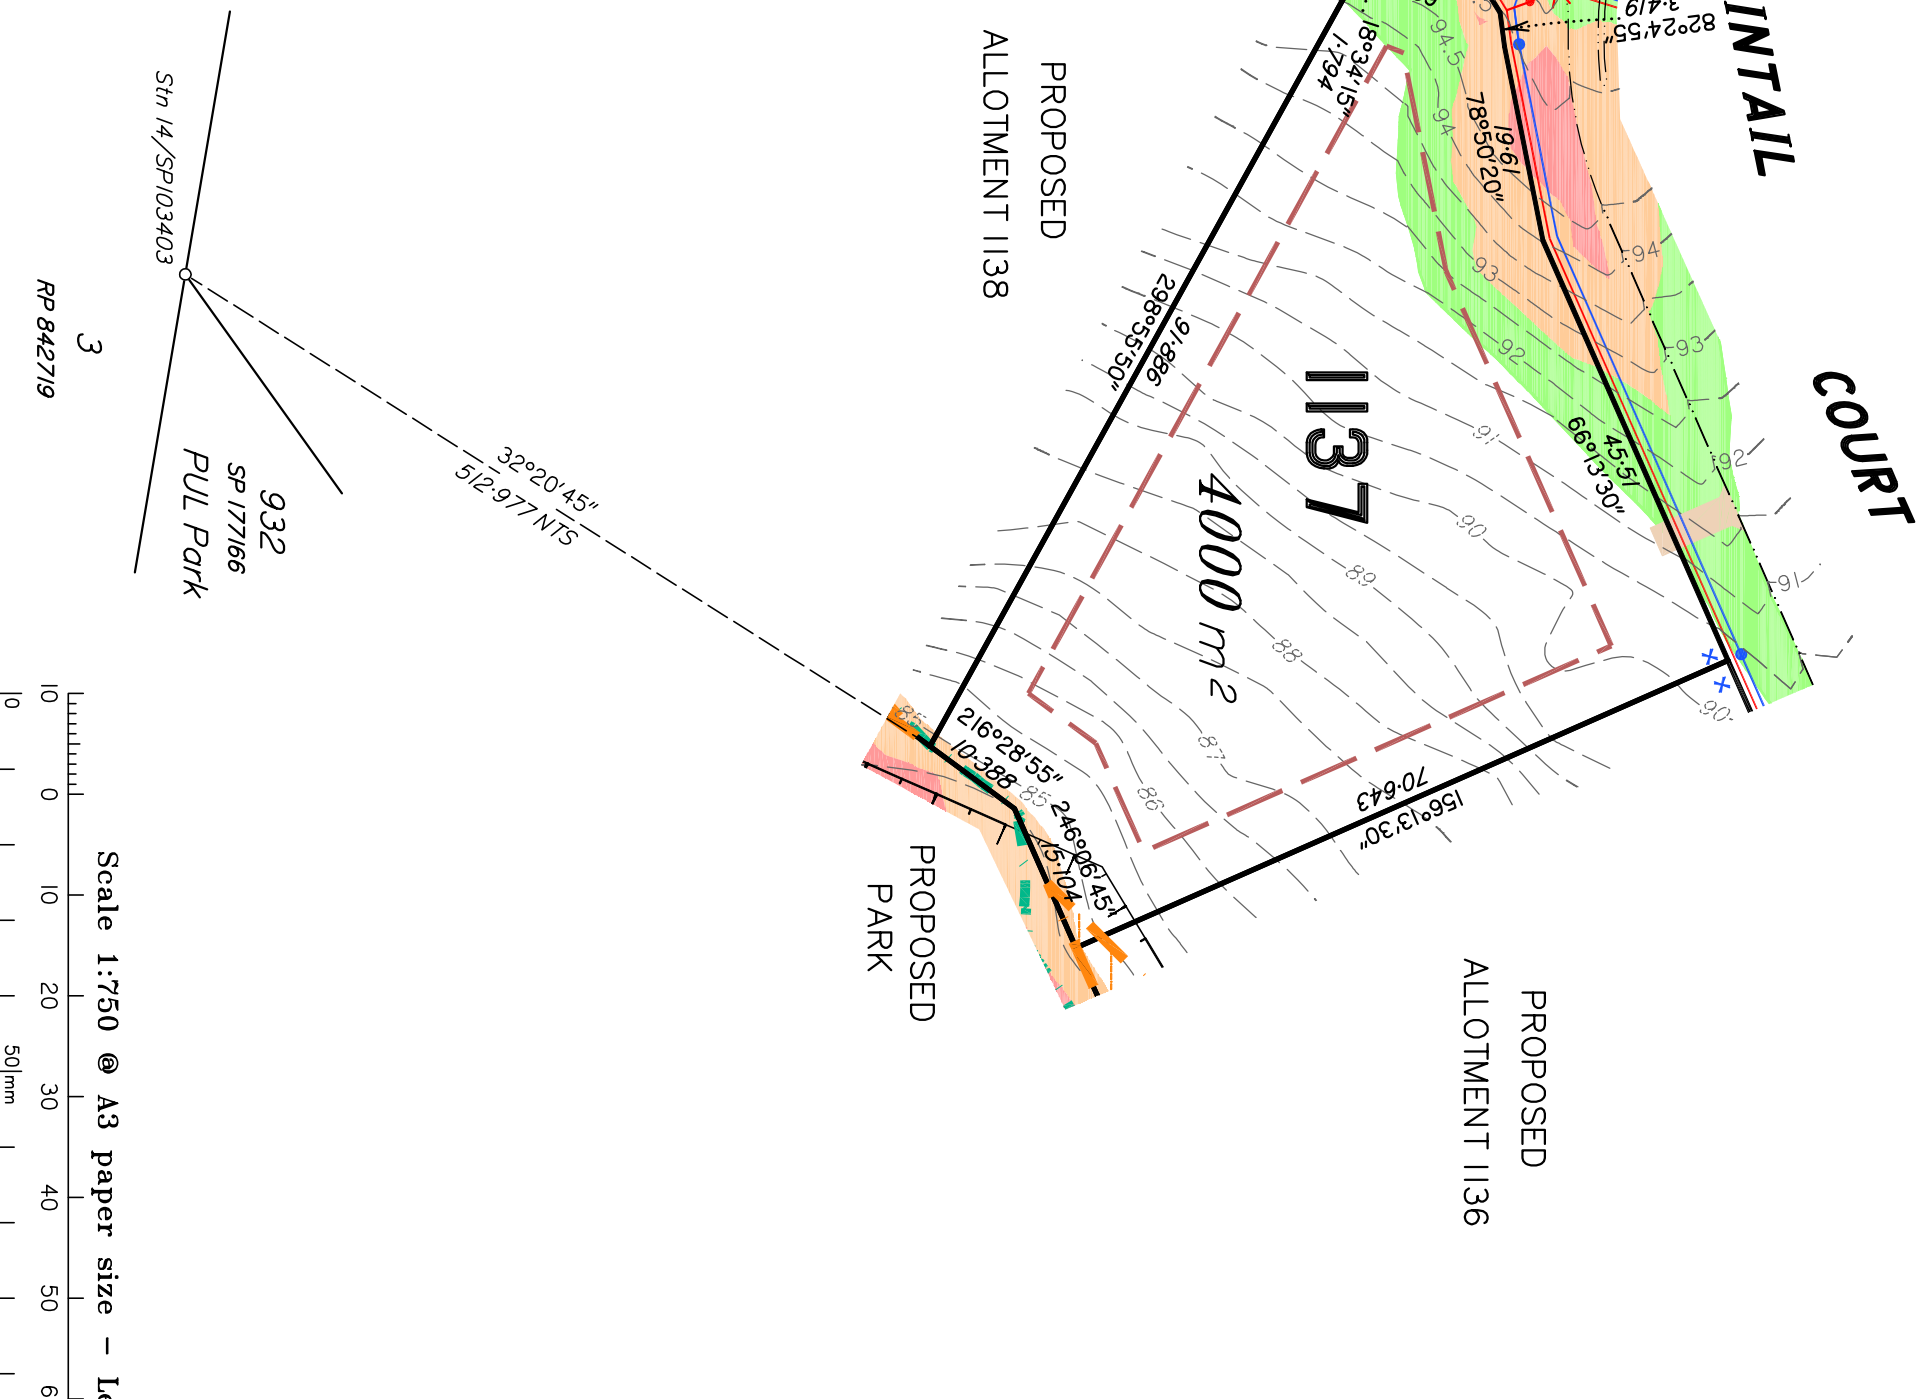 INTAIL
COURT
82°24'55"
3·419
18°34'15"
1·794
19·61
78°50'20"
45·51
66°13'30"
PROPOSED
ALLOTMENT 1138
298°55'50"
91·886
1137
4000 m2
70·643
156°13'30"
216°28'55"
10·388
246°06'45"
15·104
PROPOSED
PARK
PROPOSED
ALLOTMENT 1136
94.5
94
93
92
91
90
89
88
87
86
85
85
94
93
92
91
90
Stn 14/SP103403
3
RP 842719
932
SP 177166
PUL Park
32°20'45"
512·977 NTS
Scale 1:750 @ A3 paper size – Le
10
0
10
20
30
40
50
6
0
50mm